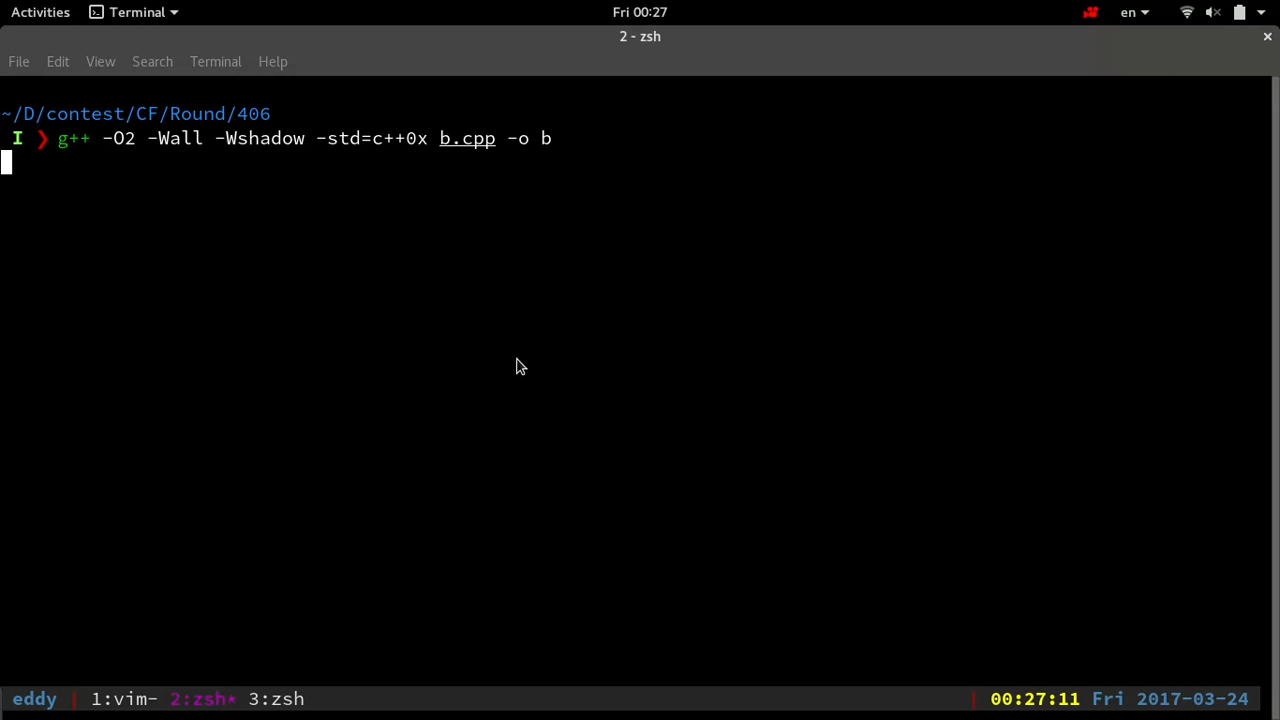 Activities Terminal Fri 00:27 en
2 - zsh ×
File Edit View Search Terminal Help
~/D/contest/CF/Round/406
I ❯ g++ -O2 -Wall -Wshadow -std=c++0x b.cpp -o b
eddy | 1:vim- 2:zsh* 3:zsh | 00:27:11 Fri 2017-03-24